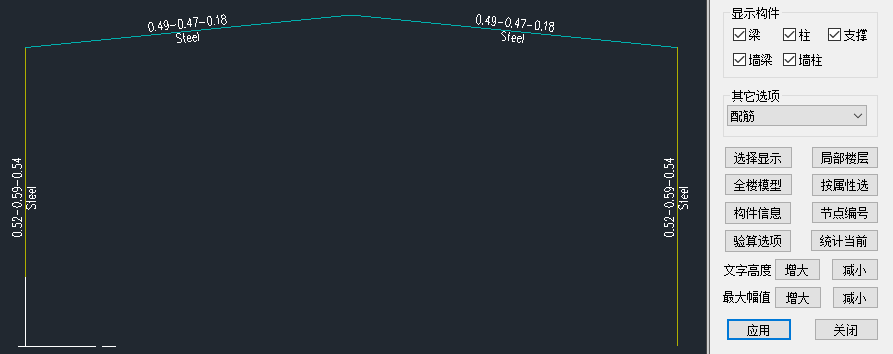 0.49-0.47-0.18
Steel
0.49-0.47-0.18
Steel
0.52-0.59-0.54
Steel
0.52-0.59-0.54
Steel
显示构件
梁 柱 支撑
墙梁 墙柱
其它选项
配筋
选择显示 局部楼层
全楼模型 按属性选
构件信息 节点编号
验算选项 统计当前
文字高度 增大 减小
最大幅值 增大 减小
应用 关闭